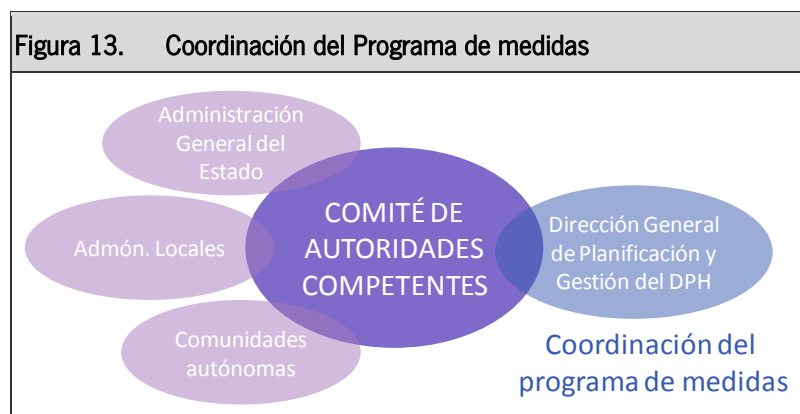 Figura 13. Coordinación del Programa de medidas
Administración
General del
Estado
Admón. Locales
Comunidades
autónomas
COMITÉ DE
AUTORIDADES
COMPETENTES
Dirección General
de Planificación y
Gestión del DPH
Coordinación del
programa de medidas